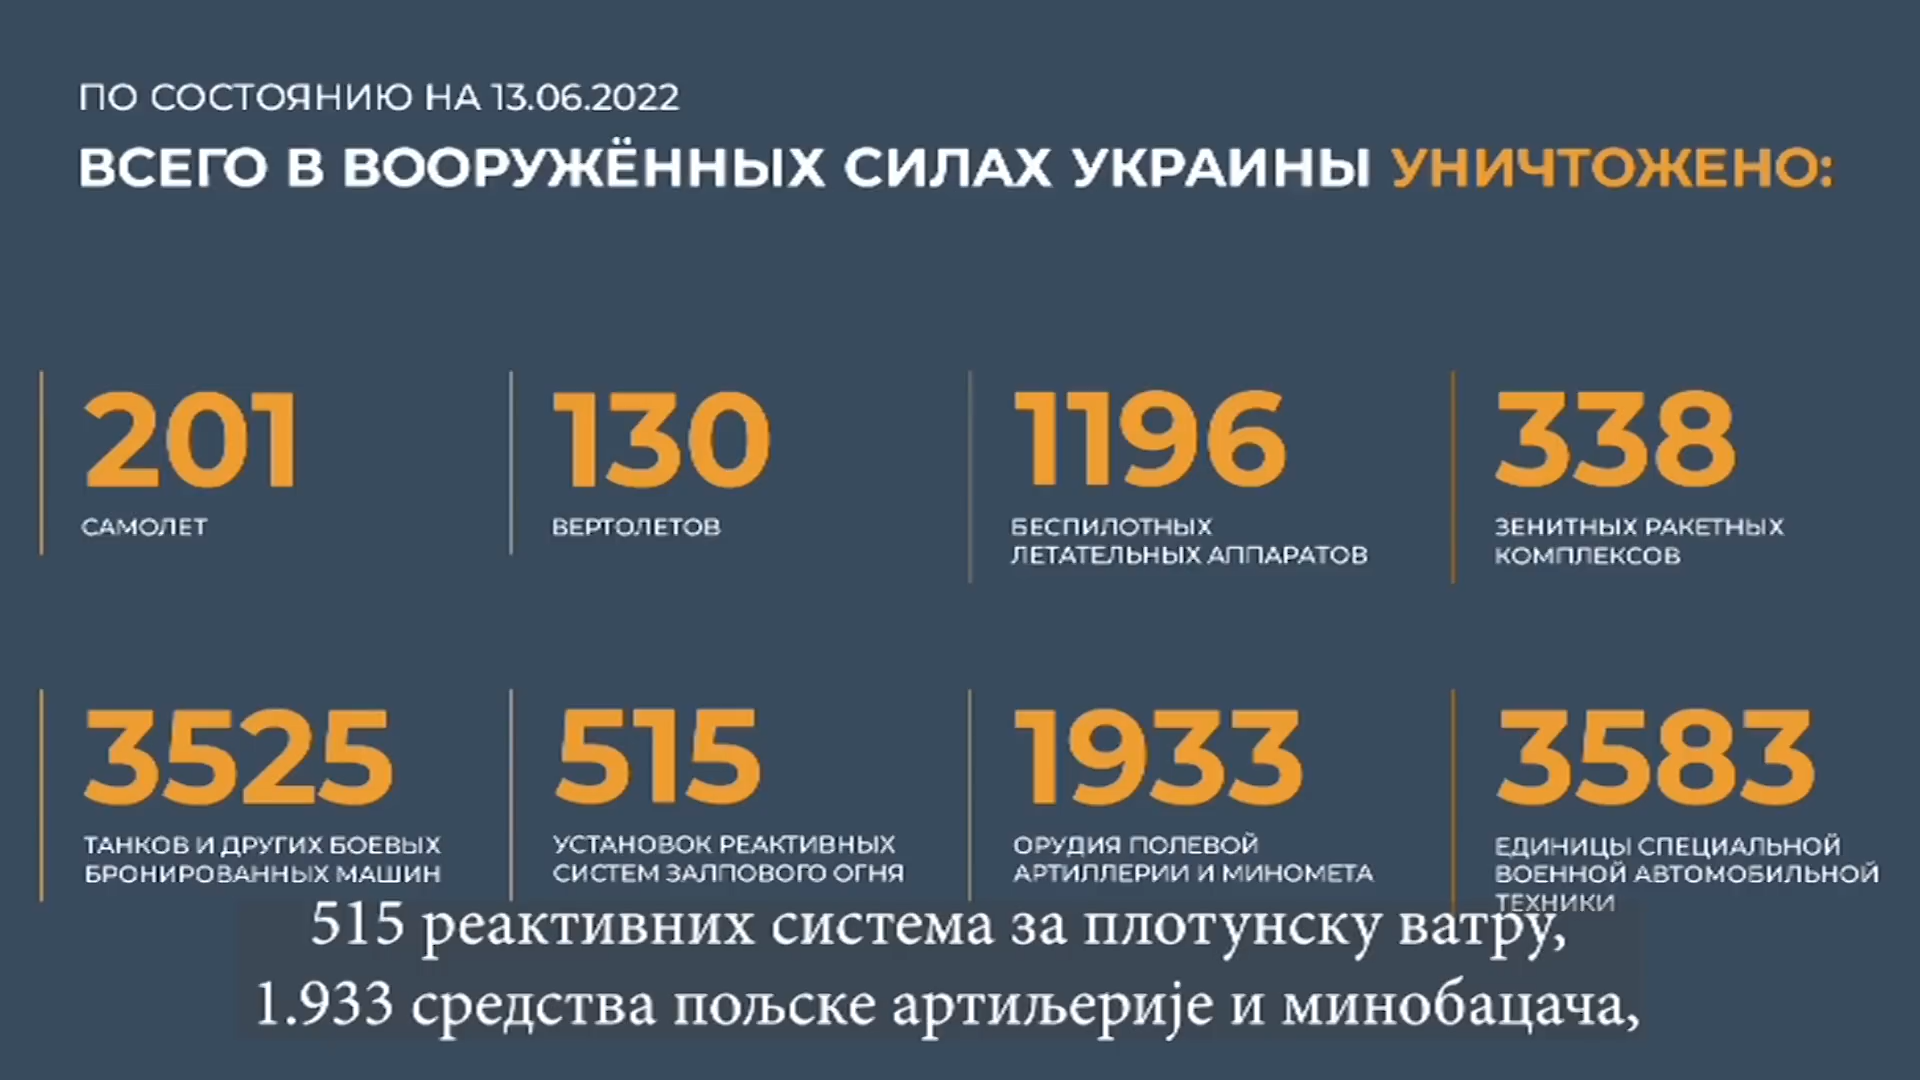 ПО СОСТОЯНИЮ НА 13.06.2022
ВСЕГО В ВООРУЖЁННЫХ СИЛАХ УКРАИНЫ УНИЧТОЖЕНО:
201
САМОЛЕТ
130
ВЕРТОЛЕТОВ
1196
БЕСПИЛОТНЫХ
ЛЕТАТЕЛЬНЫХ АППАРАТОВ
338
ЗЕНИТНЫХ РАКЕТНЫХ
КОМПЛЕКСОВ
3525
ТАНКОВ И ДРУГИХ БОЕВЫХ
БРОНИРОВАННЫХ МАШИН
515
УСТАНОВОК РЕАКТИВНЫХ
СИСТЕМ ЗАЛПОВОГО ОГНЯ
1933
ОРУДИЯ ПОЛЕВОЙ
АРТИЛЛЕРИИ И МИНОМЕТА
3583
ЕДИНИЦЫ СПЕЦИАЛЬНОЙ
ВОЕННОЙ АВТОМОБИЛЬНОЙ
ТЕХНИКИ
515 реактивних система за плотунску ватру,
1.933 средства пољске артиљерије и минобацача,